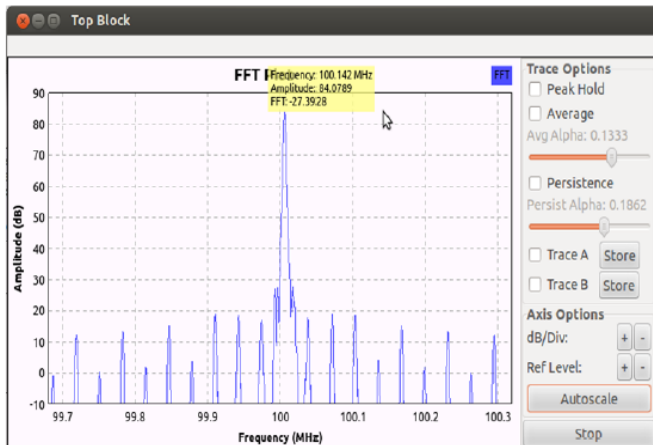 Top Block
FFT P
Frequency: 100.142 MHz
Amplitude: 84.0789
FFT: -27.3928
FFT
Amplitude (dB)
90
80
70
60
50
40
30
20
10
0
-10
99.7
99.8
99.9
100
100.1
100.2
100.3
Frequency (MHz)
Trace Options
Peak Hold
Average
Avg Alpha: 0.1333
Persistence
Persist Alpha: 0.1862
Trace A
Store
Trace B
Store
Axis Options
dB/Div:
+
-
Ref Level:
+
-
Autoscale
Stop